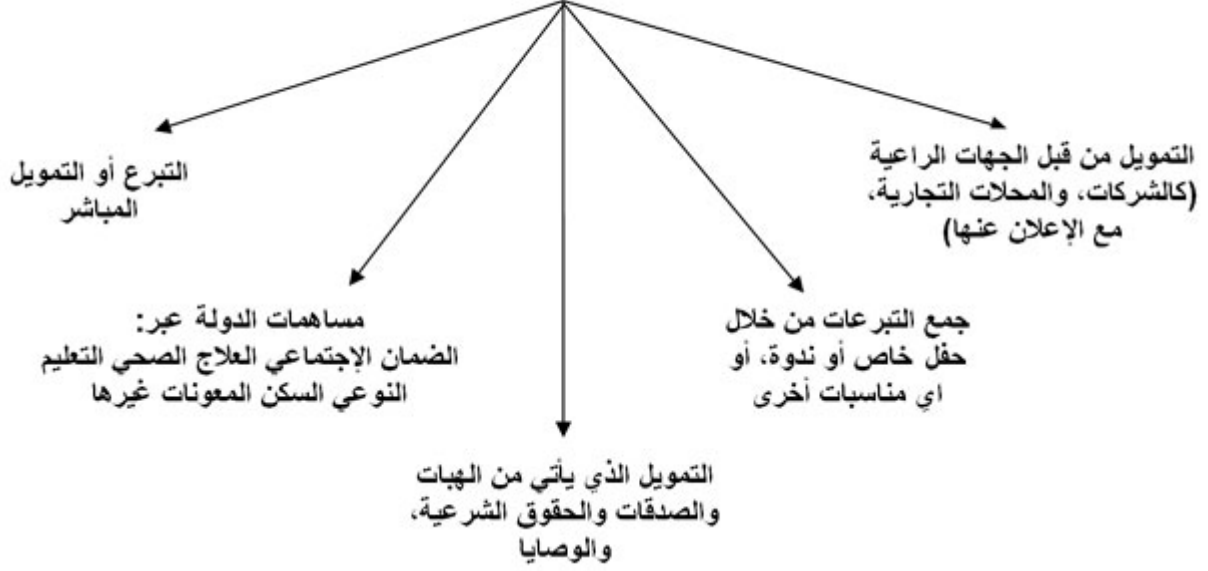 التمويل من قبل الجهات الراعية
(كالشركات، والمحلات التجارية،
مع الإعلان عنها)
جمع التبرعات من خلال
حفل خاص أو ندوة، أو
اي مناسبات أخرى
التمويل الذي يأتي من الهبات
والصدقات والحقوق الشرعية،
والوصايا
مساهمات الدولة عبر:
الضمان الإجتماعي العلاج الصحي التعليم
النوعي السكن المعونات غيرها
التبرع أو التمويل
المباشر